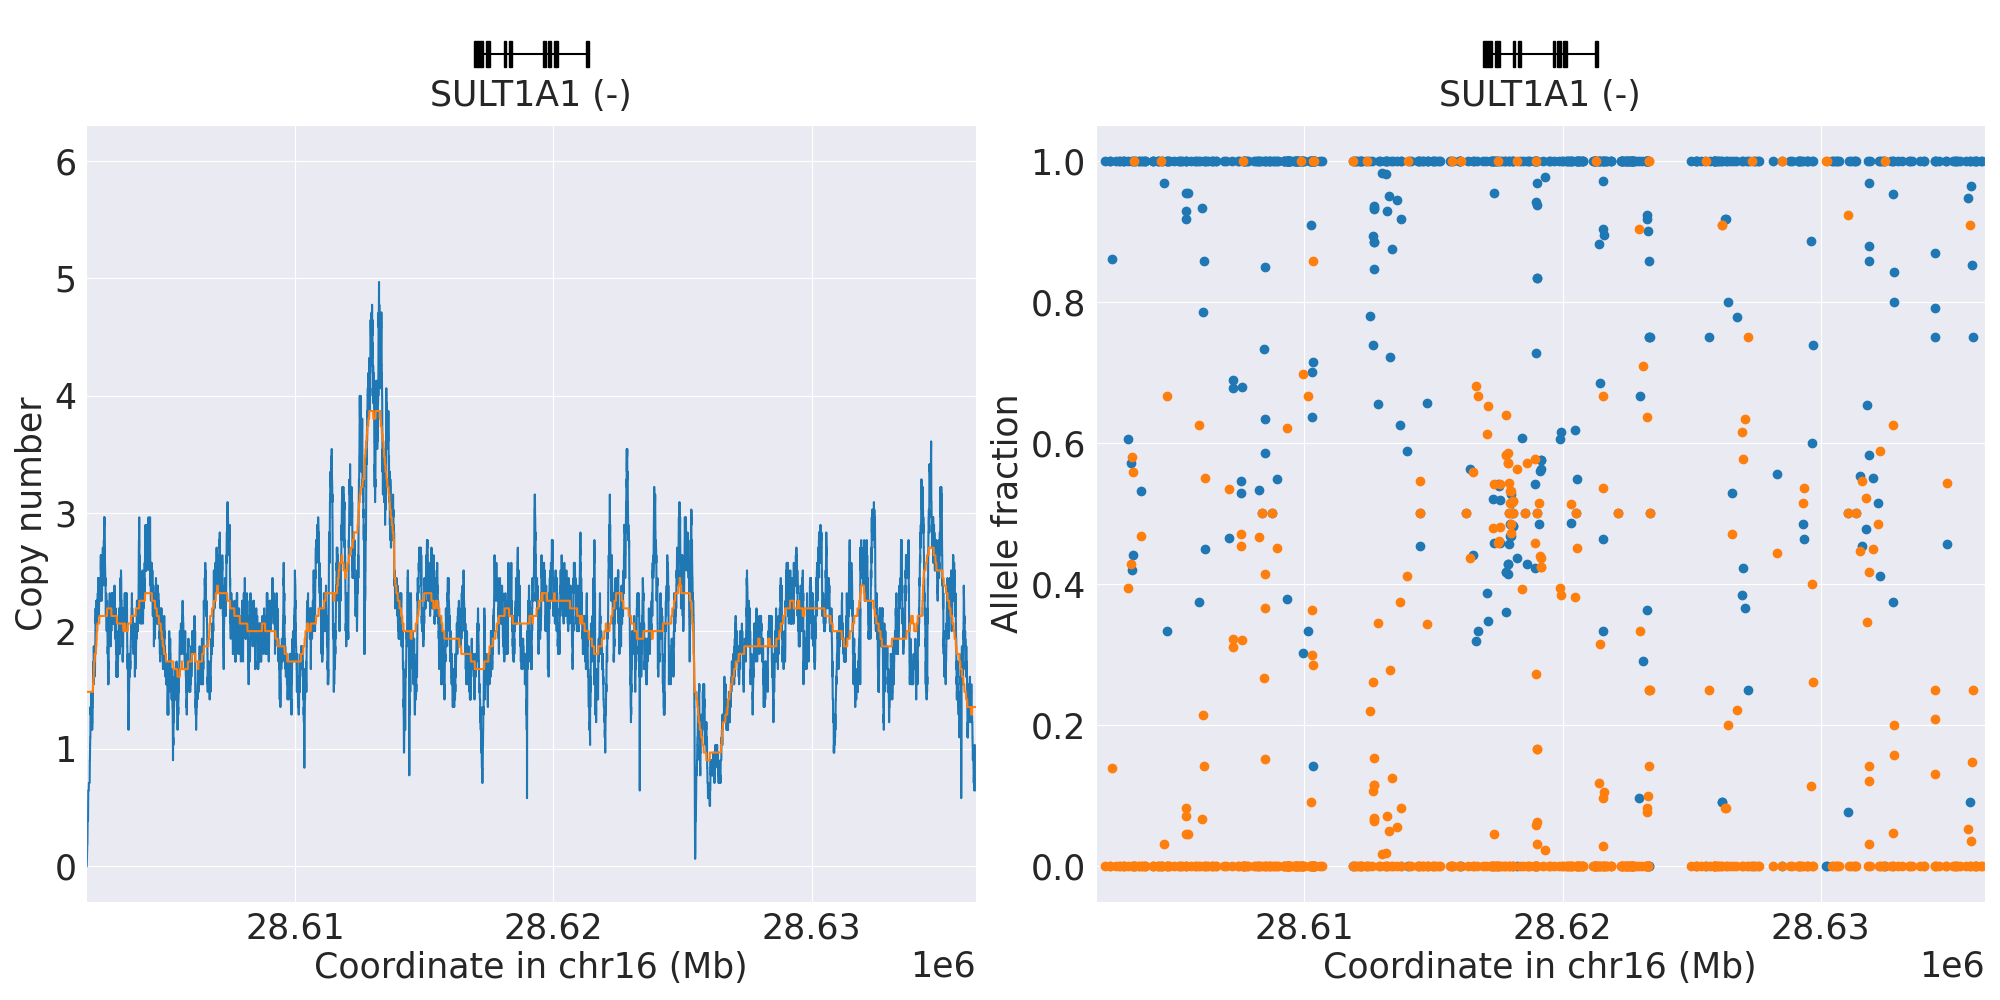 SULT1A1 (-)
6
5
4
3
2
1
0
Copy number
28.61
28.62
28.63
Coordinate in chr16 (Mb)
1e6
SULT1A1 (-)
1.0
0.8
0.6
0.4
0.2
0.0
Allele fraction
28.61
28.62
28.63
Coordinate in chr16 (Mb)
1e6